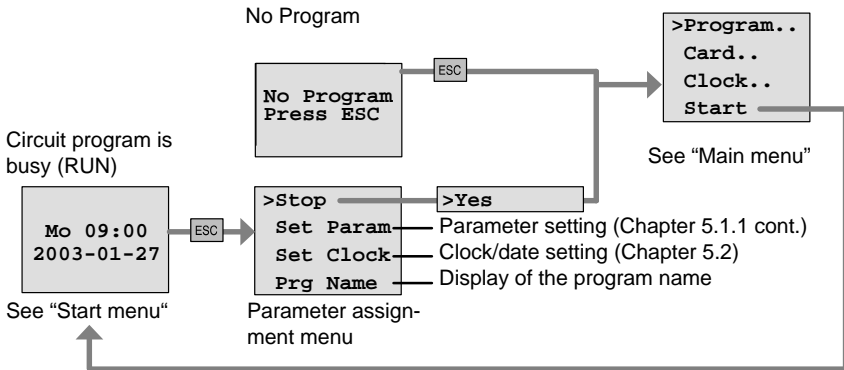 No Program
>Program..
Card..
Clock..
Start
ESC
No Program
Press ESC
See “Main menu”
Circuit program is
busy (RUN)
Mo 09:00
2003-01-27
ESC
>Stop
Set Param
Set Clock
Prg Name
>Yes
Parameter setting (Chapter 5.1.1 cont.)
Clock/date setting (Chapter 5.2)
Display of the program name
See “Start menu“
Parameter assign-
ment menu